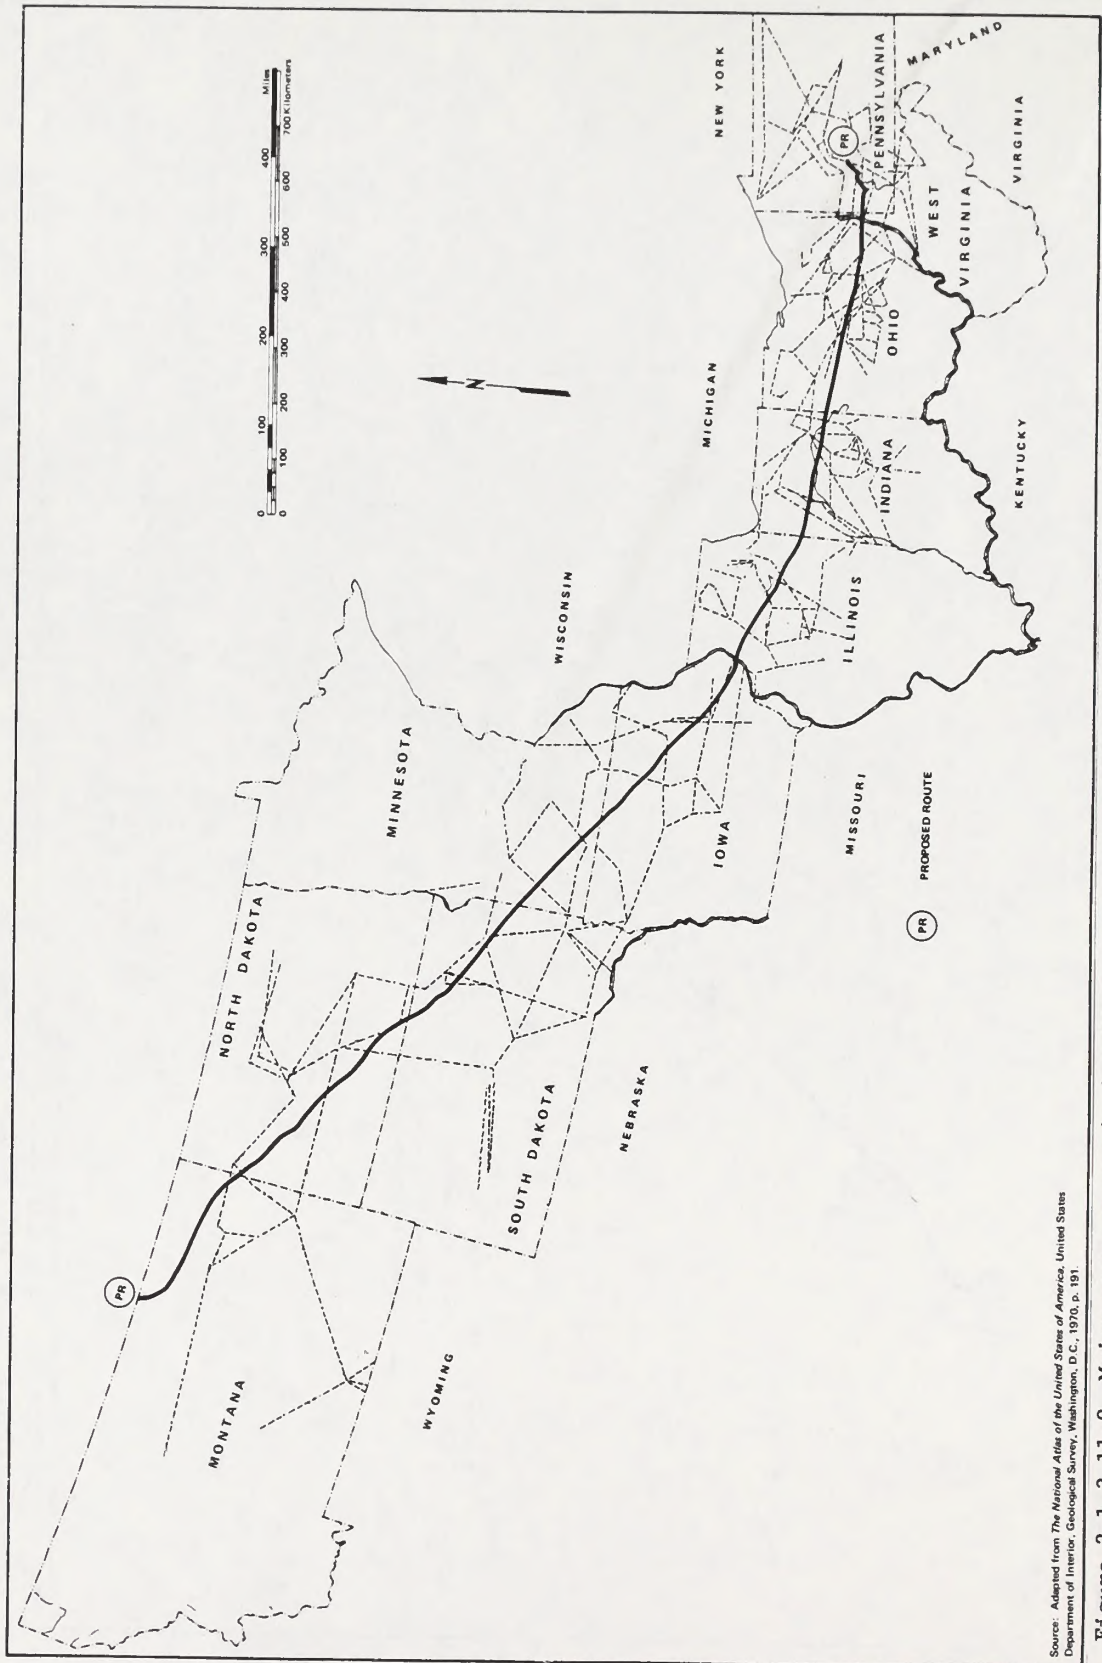 Miles
0 100 200 300 400
0 100 200 300 400 500 600 700 Kilometers
N
PR
MONTANA
NORTH DAKOTA
MINNESOTA
WISCONSIN
MICHIGAN
NEW YORK
PENNSYLVANIA
PR
MARYLAND
WYOMING
SOUTH DAKOTA
NEBRASKA
IOWA
ILLINOIS
INDIANA
OHIO
WEST
VIRGINIA
VIRGINIA
MISSOURI
KENTUCKY
PR PROPOSED ROUTE
Source: Adapted from The National Atlas of the United States of America, United States
Department of Interior, Geological Survey, Washington, D.C., 1970, p. 191.